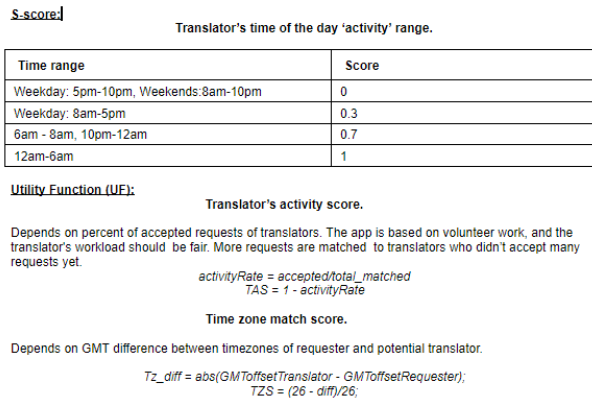 S-score:
Translator's time of the day 'activity' range.
Time range Score
Weekday: 5pm-10pm, Weekends:8am-10pm 0
Weekday: 8am-5pm 0.3
6am - 8am, 10pm-12am 0.7
12am-6am 1
Utility Function (UF):
Translator's activity score.
Depends on percent of accepted requests of translators. The app is based on volunteer work, and the
translator's workload should be fair. More requests are matched to translators who didn't accept many
requests yet.
activityRate = accepted/total_matched
TAS = 1 - activityRate
Time zone match score.
Depends on GMT difference between timezones of requester and potential translator.
Tz_diff = abs(GMToffsetTranslator - GMToffsetRequester);
TZS = (26 - diff)/26;